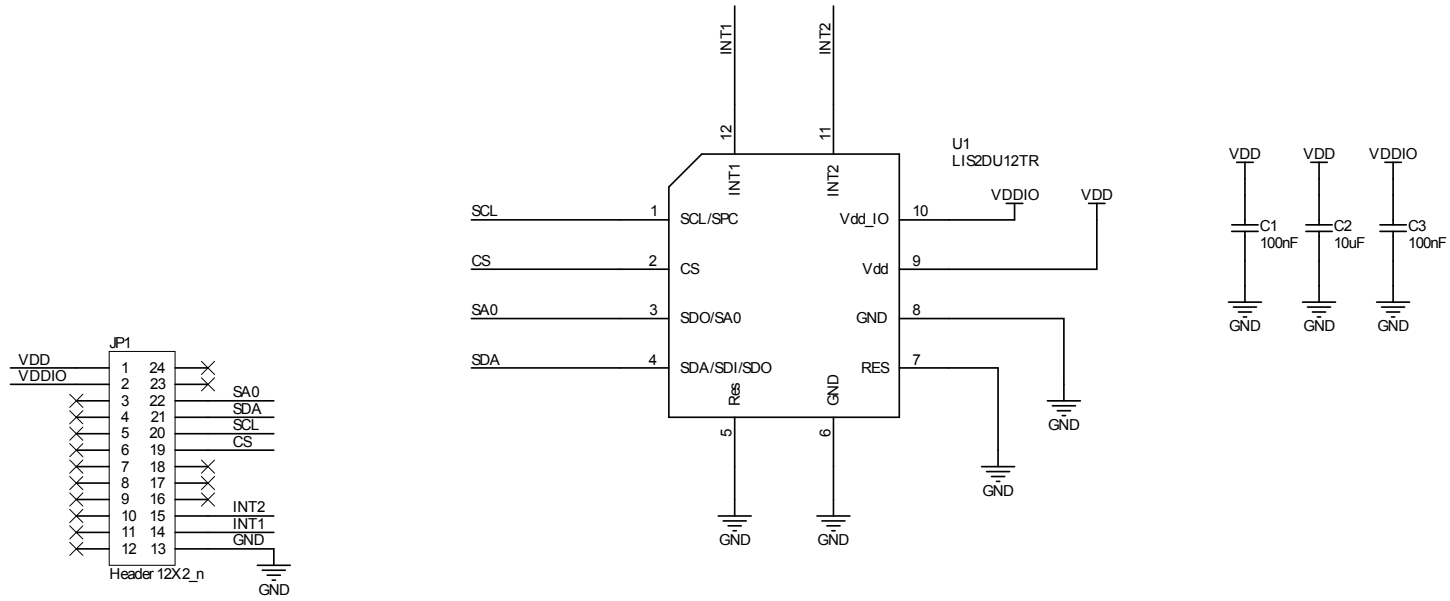 INT1
INT2
12
11
INT1
INT2
U1
LIS2DU12TR
SCL
1
SCL/SPC
Vdd_IO
10
VDDIO
VDD
CS
2
CS
Vdd
9
SA0
3
SDO/SA0
GND
8
SDA
4
SDA/SDI/SDO
RES
7
Res
GND
5
6
GND
GND
GND
GND
VDD
VDD
VDDIO
C1
100nF
C2
10uF
C3
100nF
GND
GND
GND
JP1
VDD 1 24
VDDIO 2 23
3 22 SA0
4 21 SDA
5 20 SCL
6 19 CS
7 18
8 17
9 16
10 15 INT2
11 14 INT1
12 13 GND
Header 12X2_n
GND